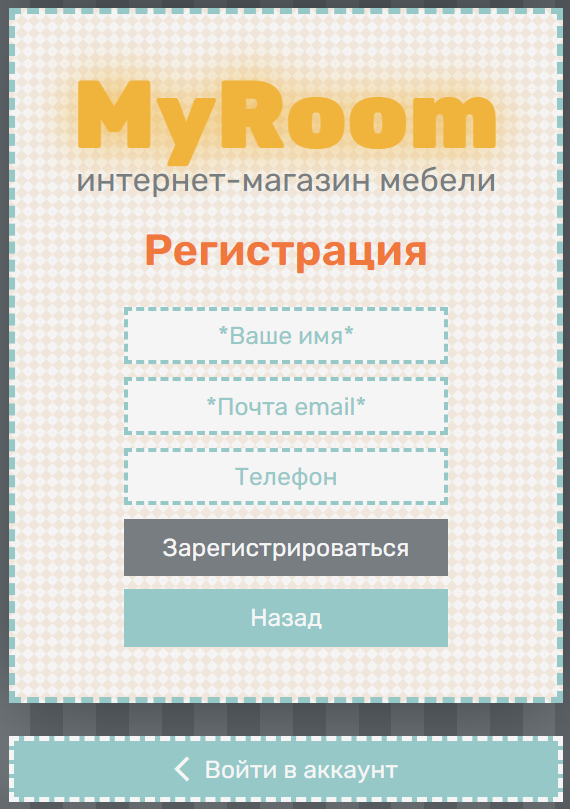 MyRoom
интернет-магазин мебели
Регистрация
*Ваше имя*
*Почта email*
Телефон
Зарегистрироваться
Назад
Войти в аккаунт